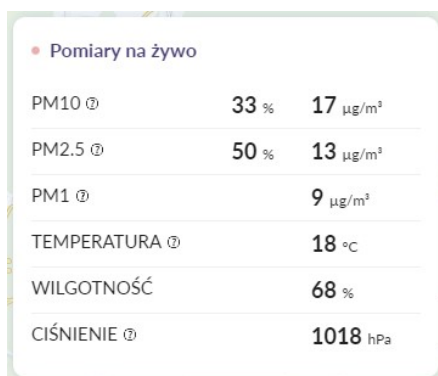 Pomiary na żywo
PM10 ? 33 % 17 µg/m³
PM2.5 ? 50 % 13 µg/m³
PM1 ? 9 µg/m³
TEMPERATURA ? 18 °C
WILGOTNOŚĆ 68 %
CIŚNIENIE ? 1018 hPa